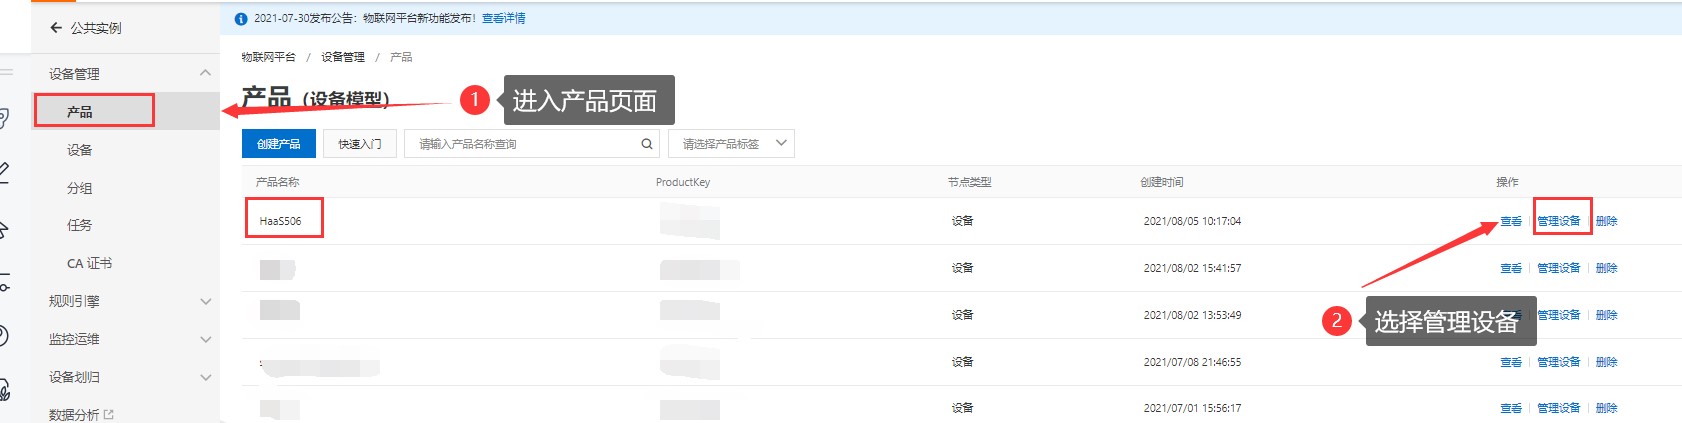 公共实例
设备管理
产品
设备
分组
任务
CA 证书
规则引擎
监控运维
设备划归
数据分析
2021-07-30发布公告：物联网平台新功能发布！ 查看详情
物联网平台 / 设备管理 / 产品
产品（设备模型）
1 进入产品页面
创建产品 快速入门 请输入产品名称查询 请选择产品标签
产品名称 ProductKey 节点类型 创建时间 操作
HaaS506 设备 2021/08/05 10:17:04 查看 管理设备 删除
设备 2021/08/02 15:41:57 查看 管理设备 删除
设备 2021/08/02 13:53:49 管理设备 删除
2 选择管理设备
设备 2021/07/08 21:46:55 查看 管理设备 删除
设备 2021/07/01 15:56:17 查看 管理设备 删除